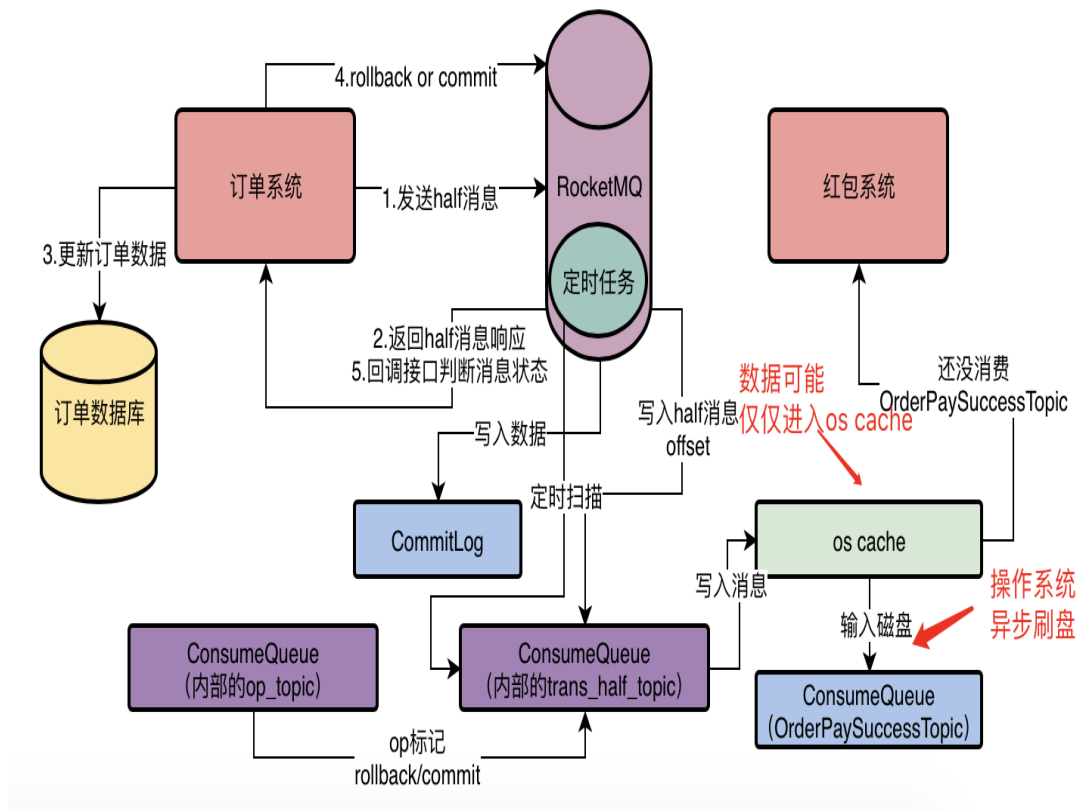 4.rollback or commit
订单系统
1.发送half消息
RocketMQ
红包系统
3.更新订单数据
定时任务
2.返回half消息响应
5.回调接口判断消息状态
订单数据库
还没消费
OrderPaySuccessTopic
数据可能
仅仅进入os cache
写入half消息
offset
写入数据
定时扫描
CommitLog
os cache
写入消息
操作系统
异步刷盘
输入磁盘
ConsumeQueue
(内部的op_topic)
ConsumeQueue
(内部的trans_half_topic)
ConsumeQueue
(OrderPaySuccessTopic)
op标记
rollback/commit